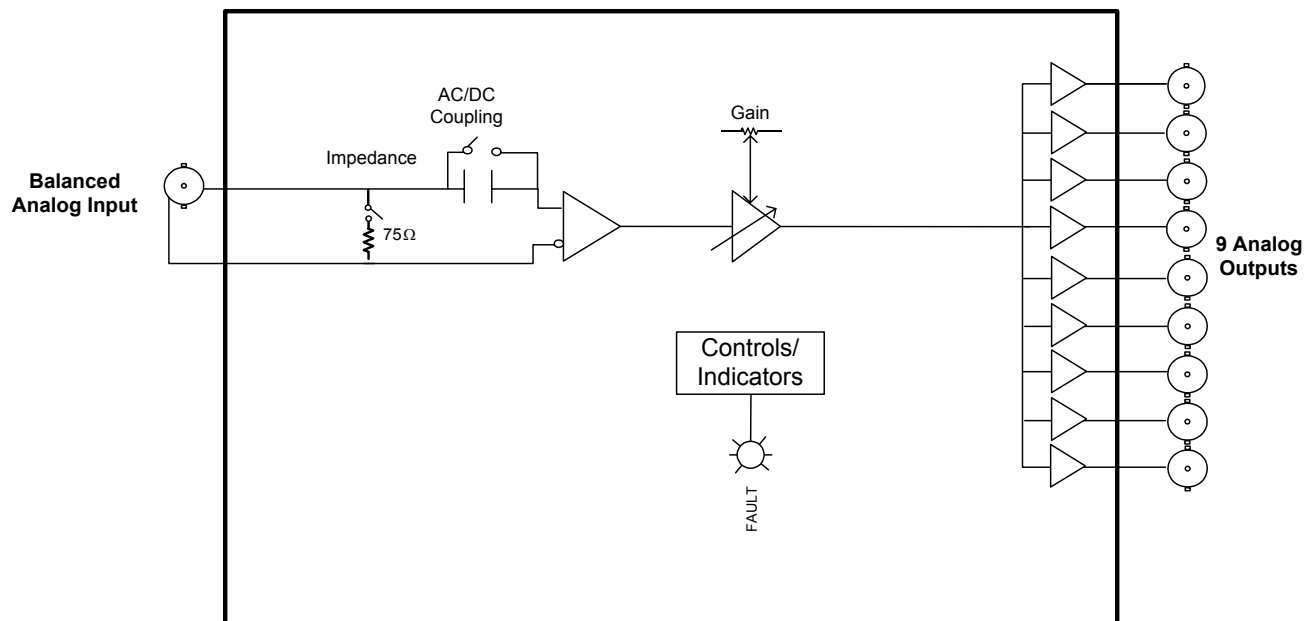 AC/DC
Coupling
Gain
Impedance
Balanced
Analog Input
75Ω
9 Analog
Outputs
Controls/
Indicators
FAULT